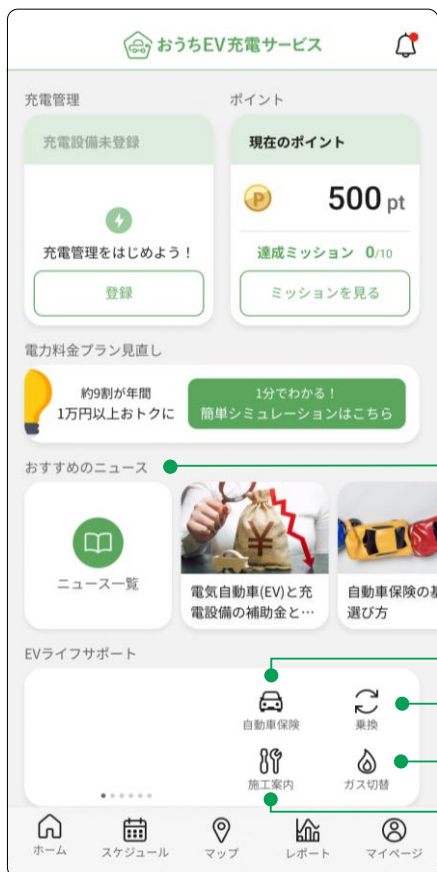 おうちEV充電サービス
充電管理
ポイント
充電設備未登録
現在のポイント
P
500 pt
充電管理をはじめよう！
達成ミッション 0/10
登録
ミッションを見る
電力料金プラン見直し
約9割が年間
1万円以上おトクに
1分でわかる！
簡単シミュレーションはこちら
おすすめのニュース
¥
ニュース一覧
電気自動車(EV)と充
電設備の補助金と…
自動車保険の基
選び方
EVライフサポート
自動車保険
乗換
施工案内
ガス切替
ホーム
スケジュール
マップ
レポート
マイページ